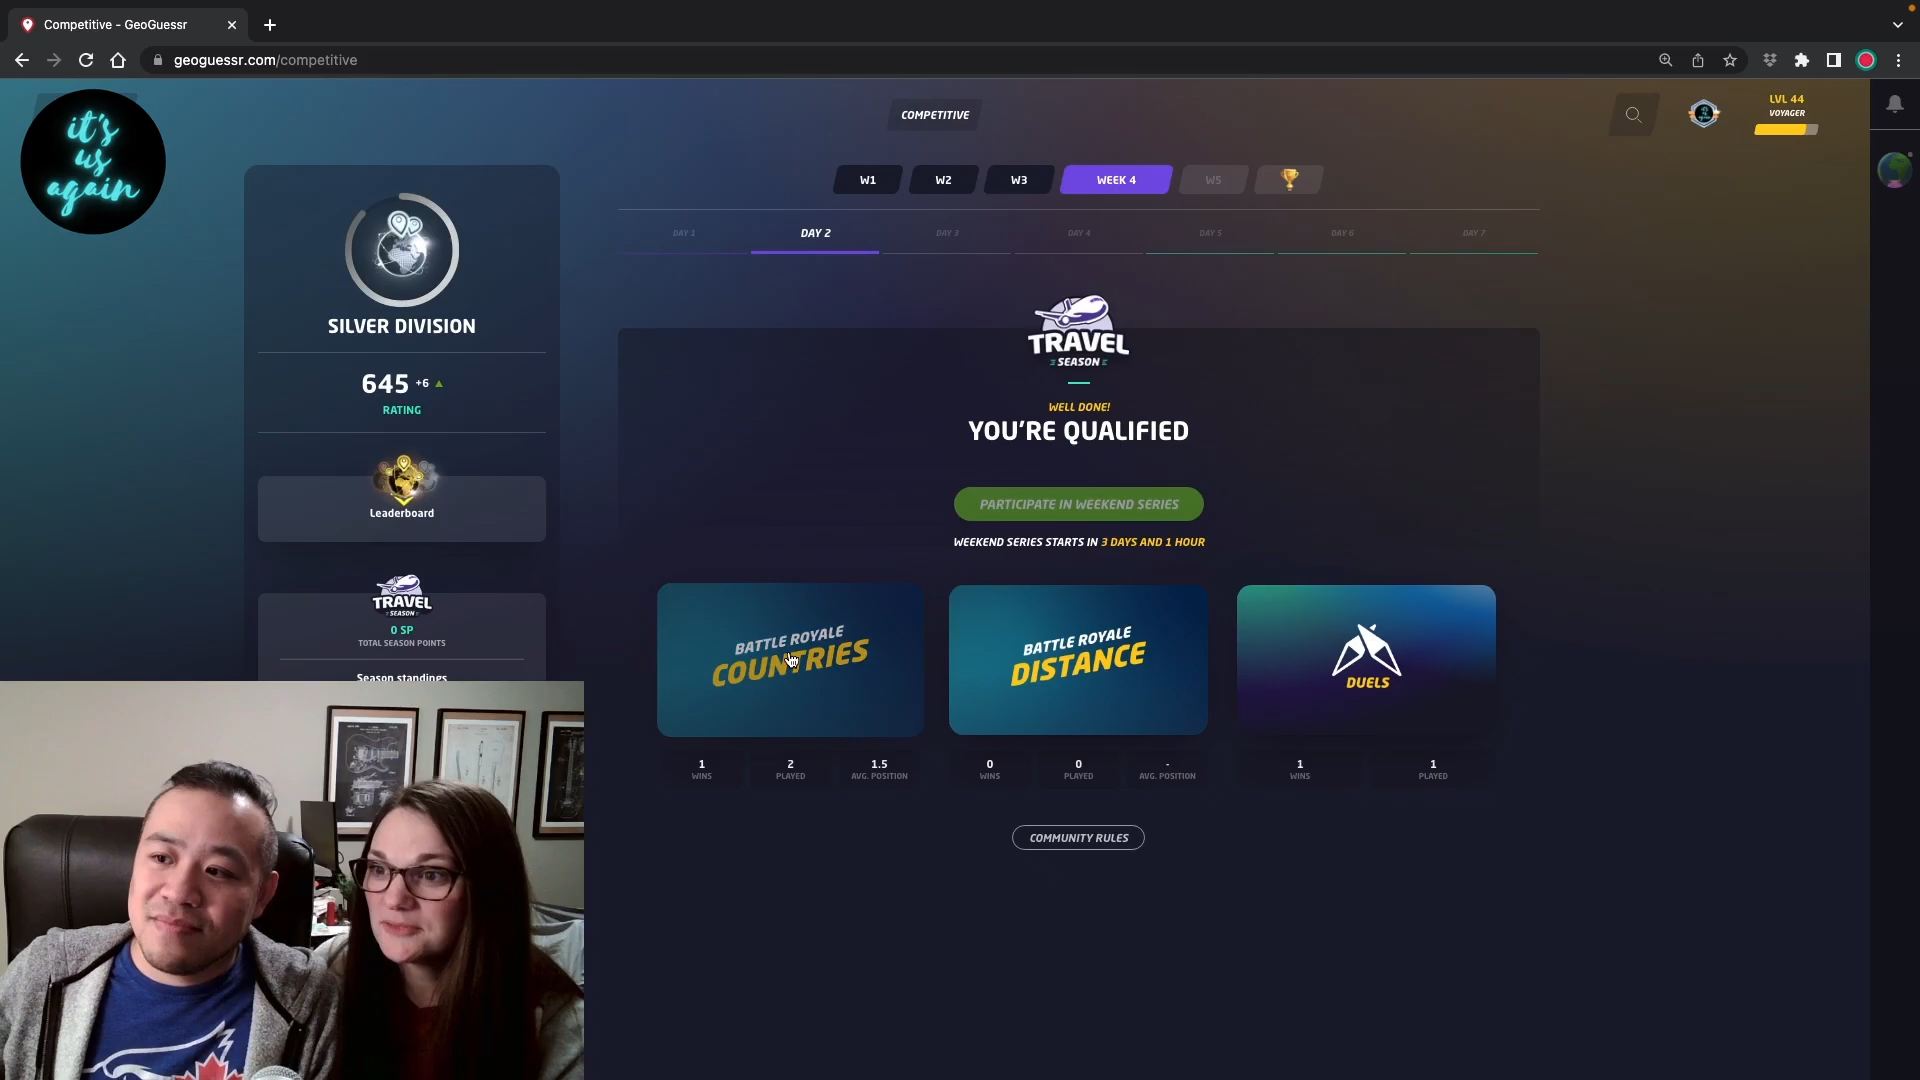 Competitive - GeoGuessr
geoguessr.com/competitive
it's
us
again
COMPETITIVE
LVL 44
VOYAGER
W1
W2
W3
WEEK 4
W5
DAY 1
DAY 2
DAY 3
DAY 4
DAY 5
DAY 6
DAY 7
SILVER DIVISION
645 +6
RATING
Leaderboard
TRAVEL
SEASON
0 SP
TOTAL SEASON POINTS
Season standings
TRAVEL
SEASON
WELL DONE!
YOU'RE QUALIFIED
PARTICIPATE IN WEEKEND SERIES
WEEKEND SERIES STARTS IN 3 DAYS AND 1 HOUR
BATTLE ROYALE
COUNTRIES
1
WINS
2
PLAYED
1.5
AVG. POSITION
BATTLE ROYALE
DISTANCE
0
WINS
0
PLAYED
-
AVG. POSITION
DUELS
1
WINS
1
PLAYED
COMMUNITY RULES